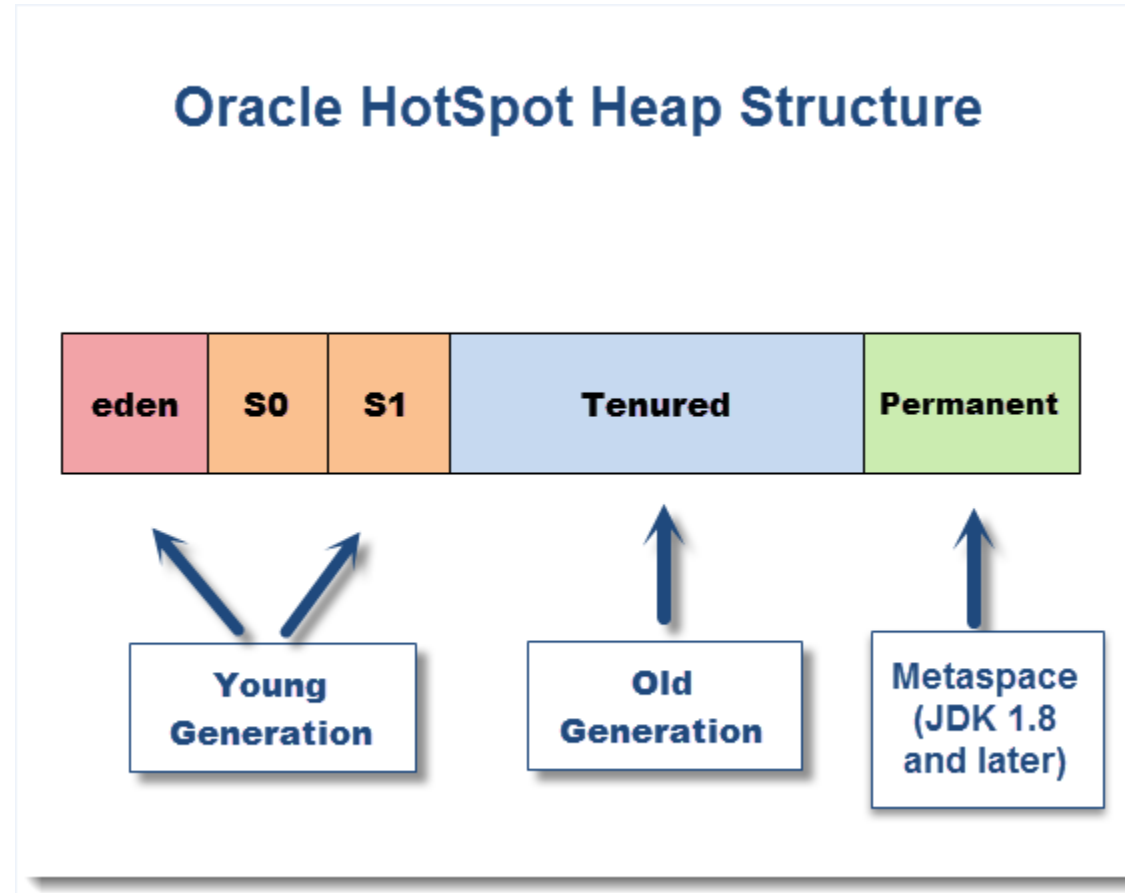 Oracle HotSpot Heap Structure
eden
S0
S1
Tenured
Permanent
Young
Generation
Old
Generation
Metaspace
(JDK 1.8
and later)